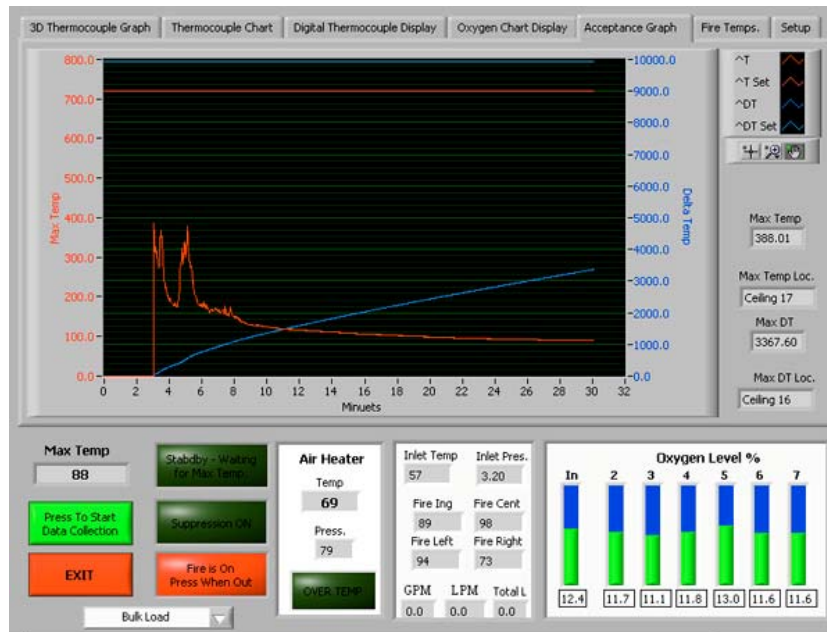 3D Thermocouple Graph Thermocouple Chart Digital Thermocouple Display Oxygen Chart Display Acceptance Graph Fire Temps. Setup
800.0
700.0
600.0
500.0
400.0
300.0
200.0
100.0
0.0
Max Temp
10000.0
9000.0
8000.0
7000.0
6000.0
5000.0
4000.0
3000.0
2000.0
1000.0
0.0
Delta Temp
0 2 4 6 8 10 12 14 16 18 20 22 24 26 28 30 32
Minuets
^T
^T Set
^DT
^DT Set
Max Temp
388.01
Max Temp Loc.
Ceiling 17
Max DT
3367.60
Max DT Loc.
Ceiling 16
Max Temp
88
Press To Start
Data Collection
EXIT
Bulk Load
Stabdby - Waiting
for Max Temp.
Suppression ON
Fire is On
Press When Out
Air Heater
Temp
69
Press.
79
OVER TEMP
Inlet Temp Inlet Pres.
57 3.20
Fire Ing Fire Cent
89 98
Fire Left Fire Right
94 73
GPM LPM Total L
0.0 0.0 0.0
Oxygen Level %
In 2 3 4 5 6 7
12.4 11.7 11.1 11.8 13.0 11.6 11.6